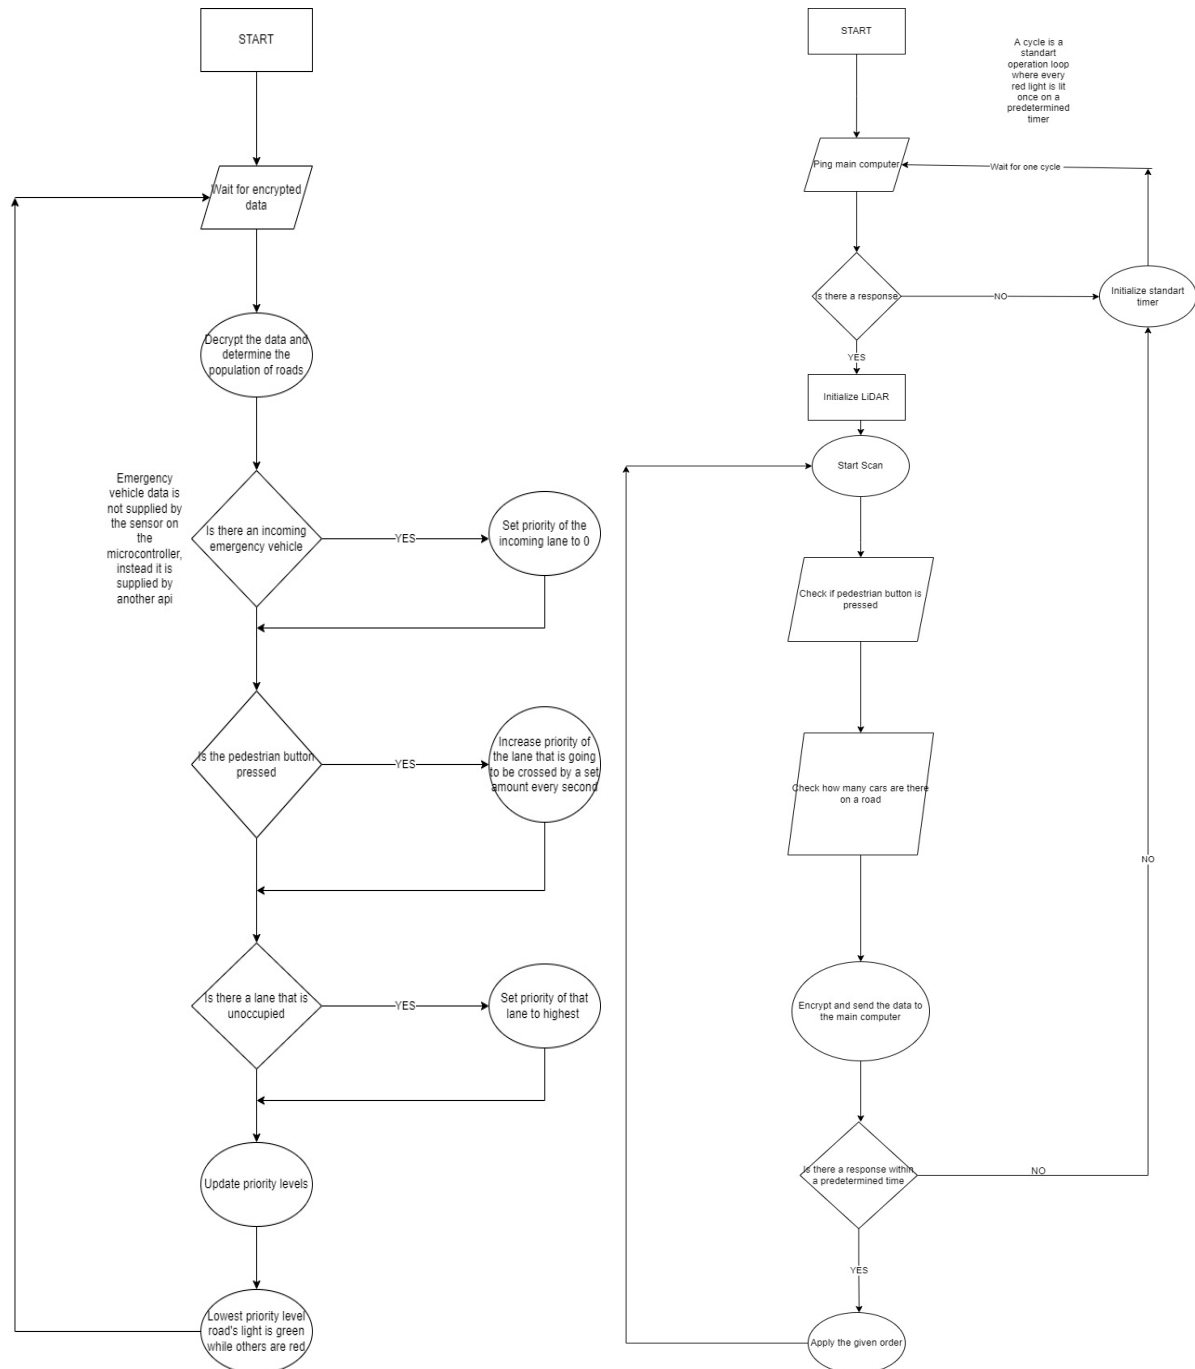 START
Wait for encrypted
data
Decrypt the data and
determine the
population of roads
Emergency
vehicle data is
not supplied by
the sensor on
the
microcontroller,
instead it is
supplied by
another api
Is there an incoming
emergency vehicle
YES
Set priority of the
incoming lane to 0
Is the pedestrian button
pressed
YES
Increase priority of
the lane that is going
to be crossed by a set
amount every second
Is there a lane that is
unoccupied
YES
Set priority of that
lane to highest
Update priority levels
Lowest priority level
road's light is green
while others are red
START
A cycle is a
standart
operation loop
where every
red light is lit
once on a
predetermined
timer
Ping main computer
Wait for one cycle
Is there a response
NO
Initialize standart
timer
YES
Initialize LiDAR
Start Scan
Check if pedestrian button is
pressed
Check how many cars are there
on a road
NO
Encrypt and send the data to
the main computer
Is there a response within
a predetermined time
NO
YES
Apply the given order